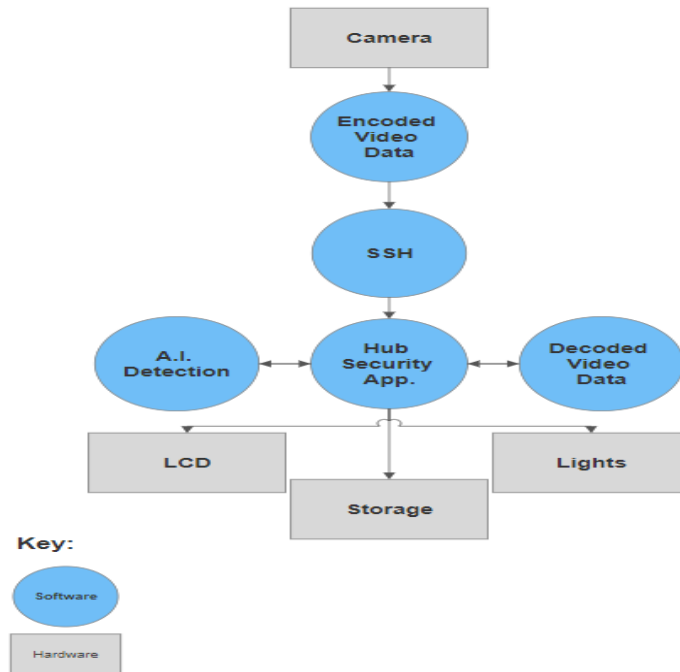 Camera
Encoded
Video
Data
SSH
A.I.
Detection
Hub
Security
App.
Decoded
Video
Data
LCD
Lights
Storage
Key:
Software
Hardware